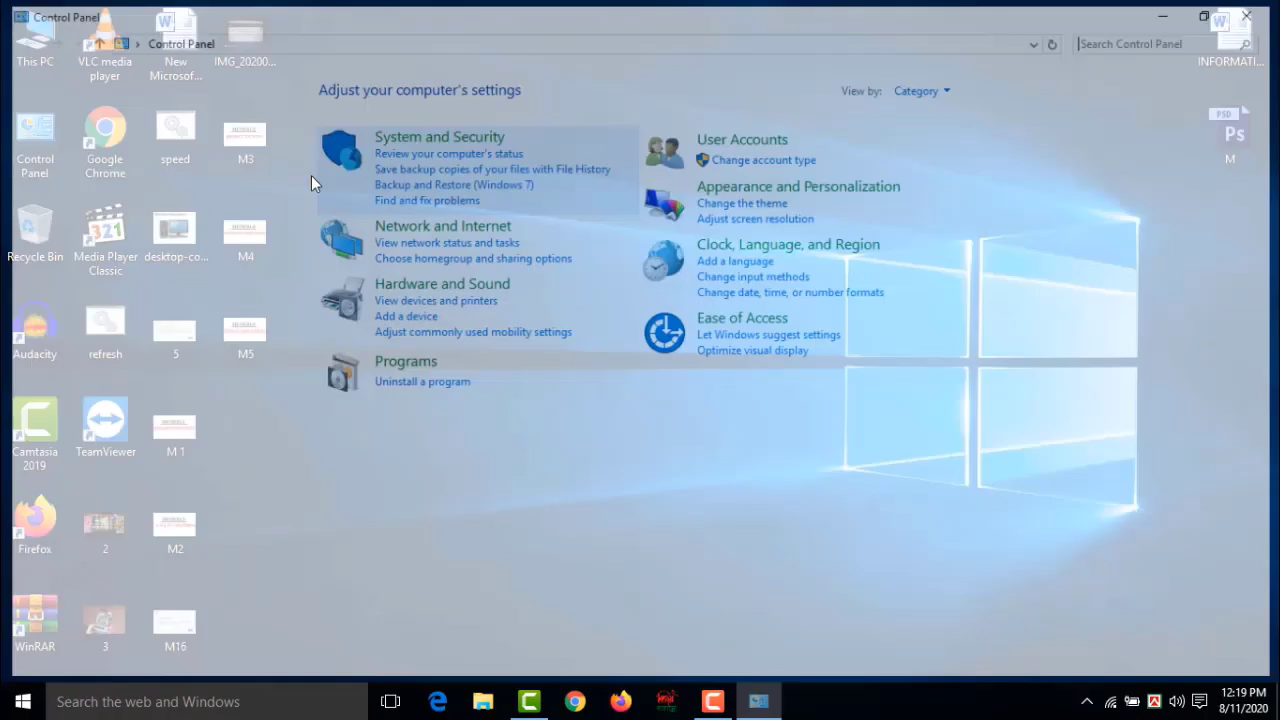 Control Panel
Control Panel
Search Control Panel
Adjust your computer's settings
View by: Category
System and Security
Review your computer's status
Save backup copies of your files with File History
Backup and Restore (Windows 7)
Find and fix problems
Network and Internet
View network status and tasks
Choose homegroup and sharing options
Hardware and Sound
View devices and printers
Add a device
Adjust commonly used mobility settings
Programs
Uninstall a program
User Accounts
Change account type
Appearance and Personalization
Change the theme
Adjust screen resolution
Clock, Language, and Region
Add a language
Change input methods
Change date, time, or number formats
Ease of Access
Let Windows suggest settings
Optimize visual display
This PC
VLC media
player
New
Microsof...
IMG_20200...
INFORMATI...
Control
Panel
Google
Chrome
speed
M3
PSD
Ps
M
Recycle Bin
321
Media Player
Classic
desktop-co...
M4
Audacity
refresh
5
M5
Camtasia
2019
TeamViewer
M 1
Firefox
2
M2
WinRAR
3
M16
Search the web and Windows
12:19 PM
8/11/2020